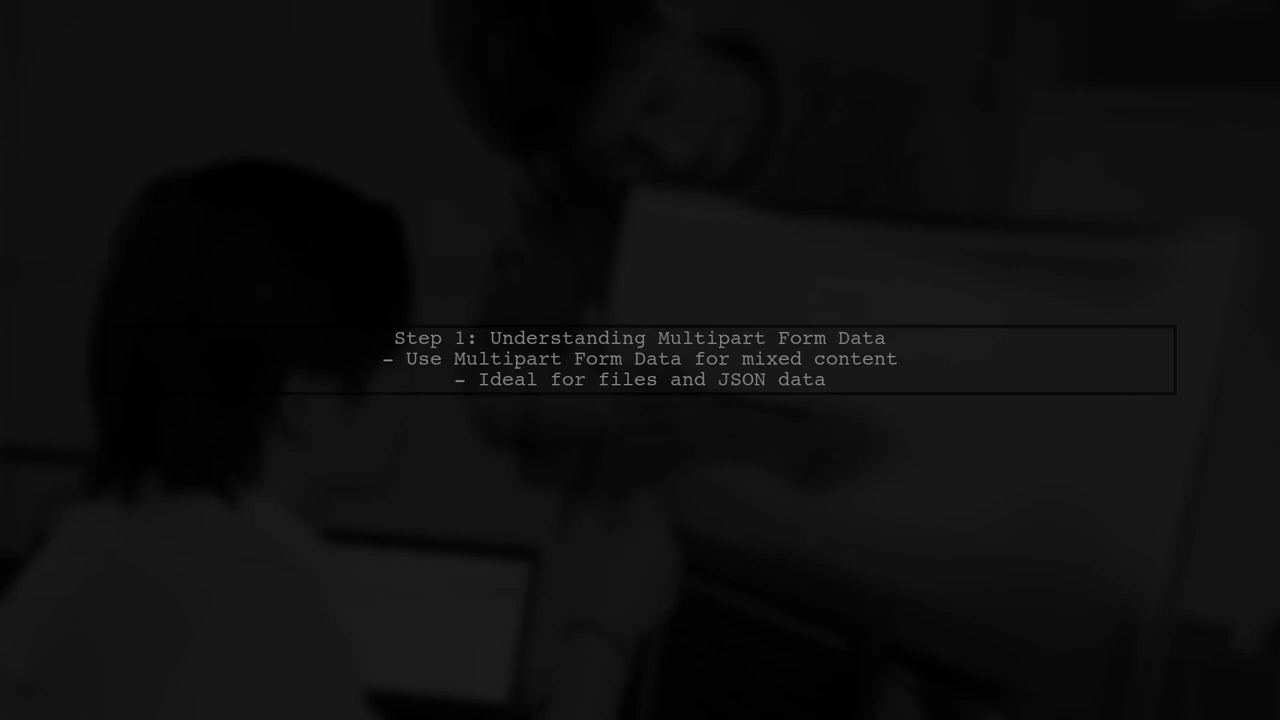 Step 1: Understanding Multipart Form Data
- Use Multipart Form Data for mixed content
- Ideal for files and JSON data